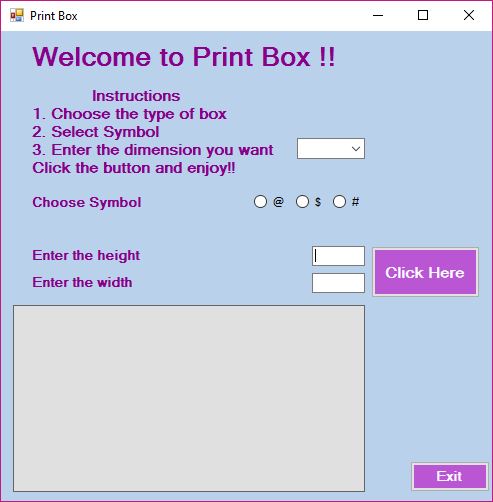 Print Box
Welcome to Print Box !!
Instructions
1. Choose the type of box
2. Select Symbol
3. Enter the dimension you want
Click the button and enjoy!!
Choose Symbol
@ $ #
Enter the height
Click Here
Enter the width
Exit